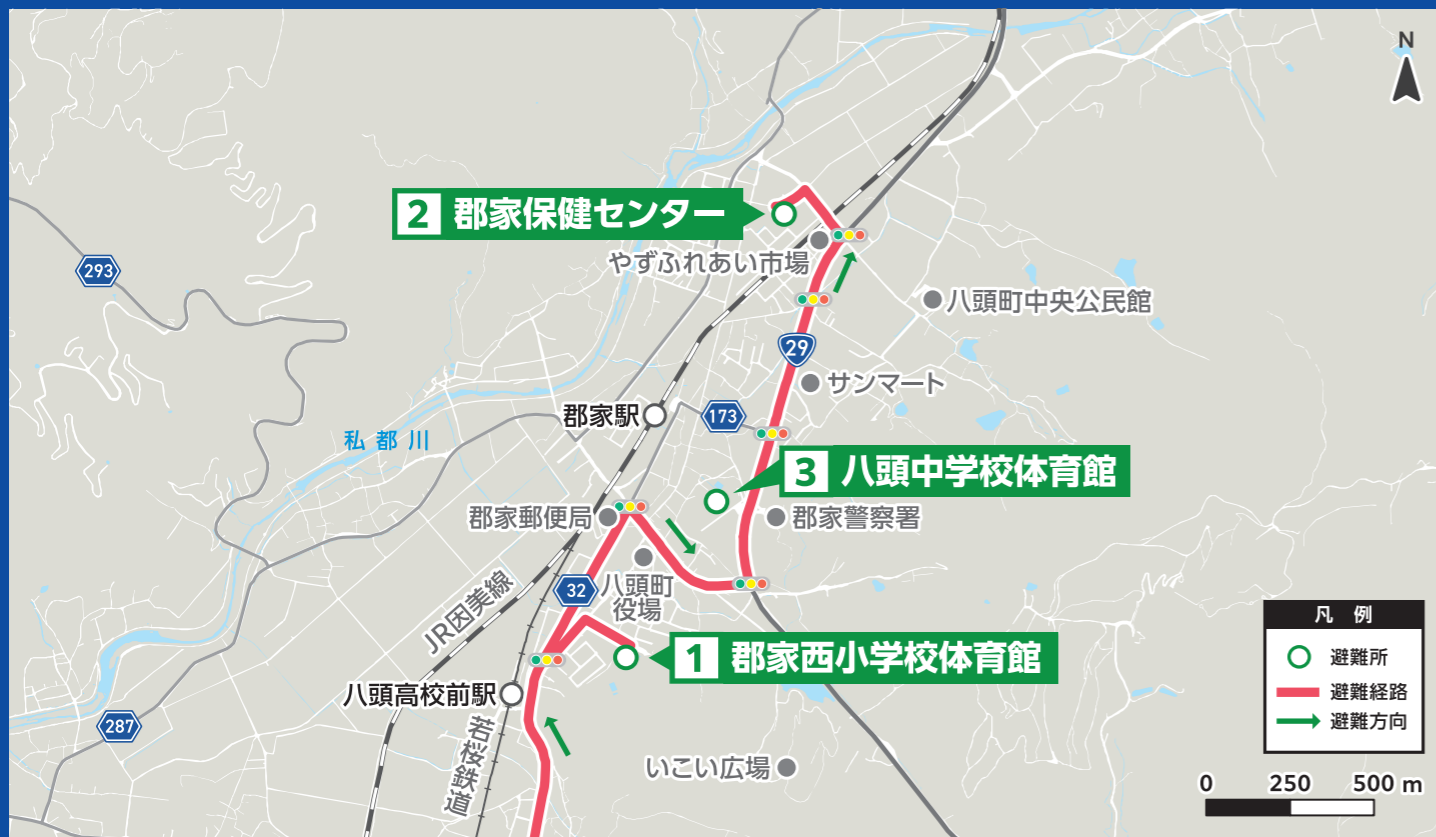 N
2 郡家保健センター
やずふれあい市場
293
八頭町中央公民館
29
サンマート
郡家駅
173
私都川
3 八頭中学校体育館
郡家郵便局
郡家警察署
32
八頭町
役場
JR因美線
1 郡家西小学校体育館
八頭高校前駅
287
若桜鉄道
いこい広場
凡 例
避難所
避難経路
避難方向
0 250 500 m